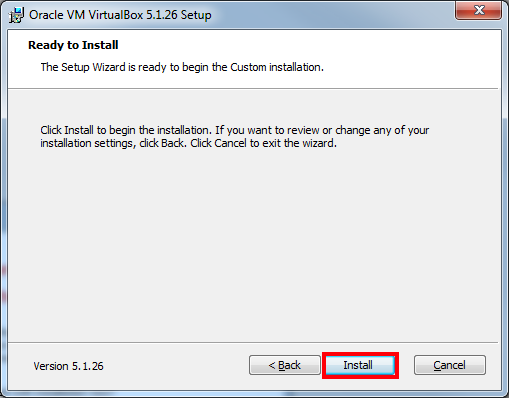 Oracle VM VirtualBox 5.1.26 Setup
Ready to Install
The Setup Wizard is ready to begin the Custom installation.
Click Install to begin the installation. If you want to review or change any of your
installation settings, click Back. Click Cancel to exit the wizard.
Version 5.1.26
< Back
Install
Cancel